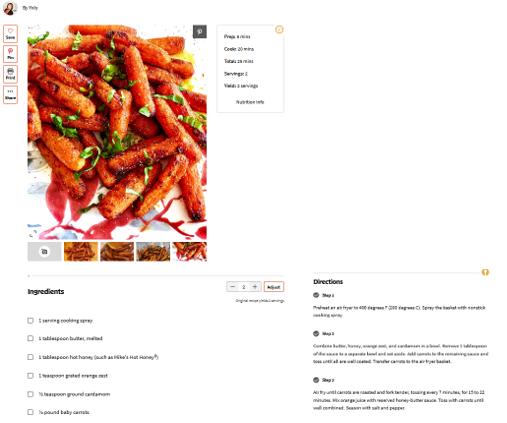 By Yoly
Save
Pin
Print
Share
Prep: 5 mins
Cook: 20 mins
Total: 25 mins
Servings: 2
Yield: 2 servings
Nutrition Info
Ingredients
2
Adjust
Original recipe yields 2 servings
1 serving cooking spray
1 tablespoon butter, melted
1 tablespoon hot honey (such as Mike's Hot Honey®)
1 teaspoon grated orange zest
½ teaspoon ground cardamom
½ pound baby carrots
Directions
Step 1
Preheat an air fryer to 400 degrees F (200 degrees C). Spray the basket with nonstick
cooking spray.
Step 2
Combine butter, honey, orange zest, and cardamom in a bowl. Remove 1 tablespoon
of the sauce to a separate bowl and set aside. Add carrots to the remaining sauce and
toss until all are well coated. Transfer carrots to the air fryer basket.
Step 3
Air fry until carrots are roasted and fork tender, tossing every 7 minutes, for 15 to 22
minutes. Mix orange juice with reserved honey-butter sauce. Toss with carrots until
well combined. Season with salt and pepper.